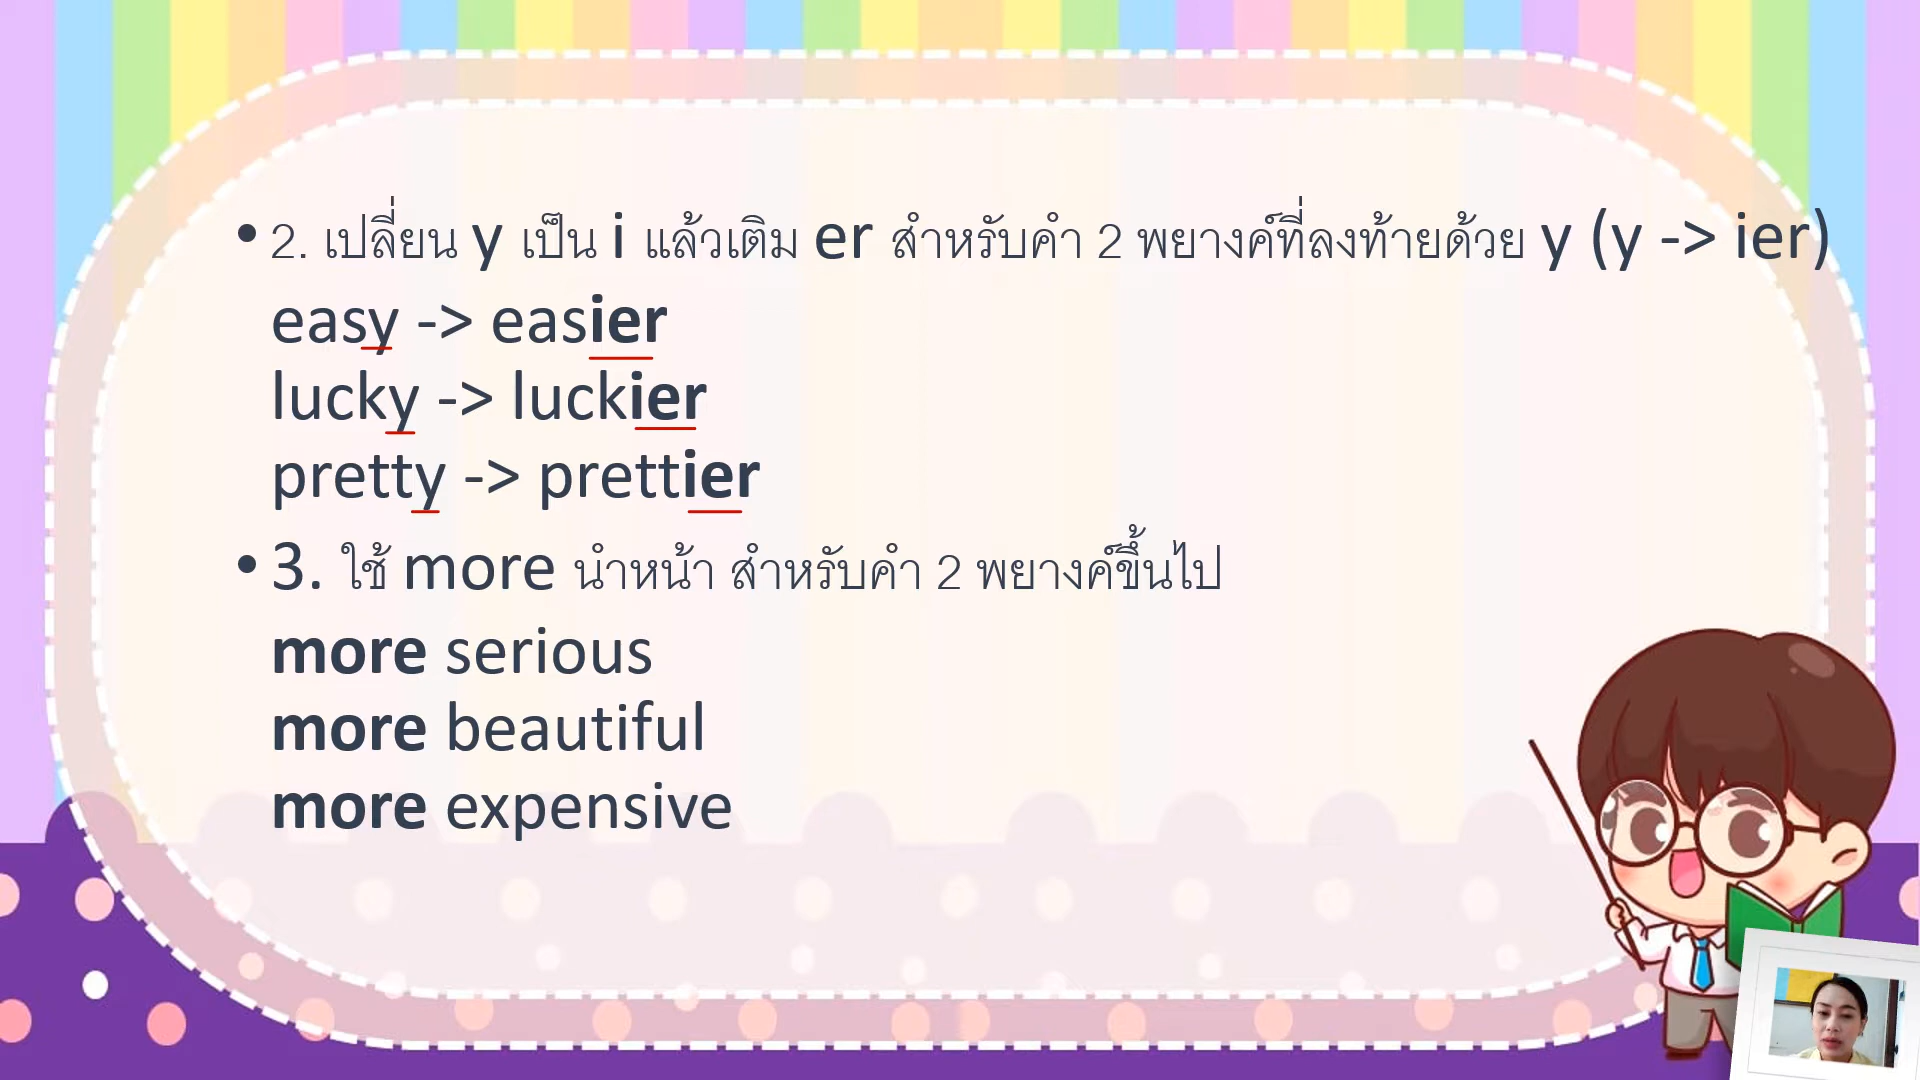 • 2. เปลี่ยน y เป็น i แล้วเติม er สำหรับคำ 2 พยางค์ที่ลงท้ายด้วย y (y -> ier)
easy -> easier
lucky -> luckier
pretty -> prettier
• 3. ใช้ more นำหน้า สำหรับคำ 2 พยางค์ขึ้นไป
more serious
more beautiful
more expensive